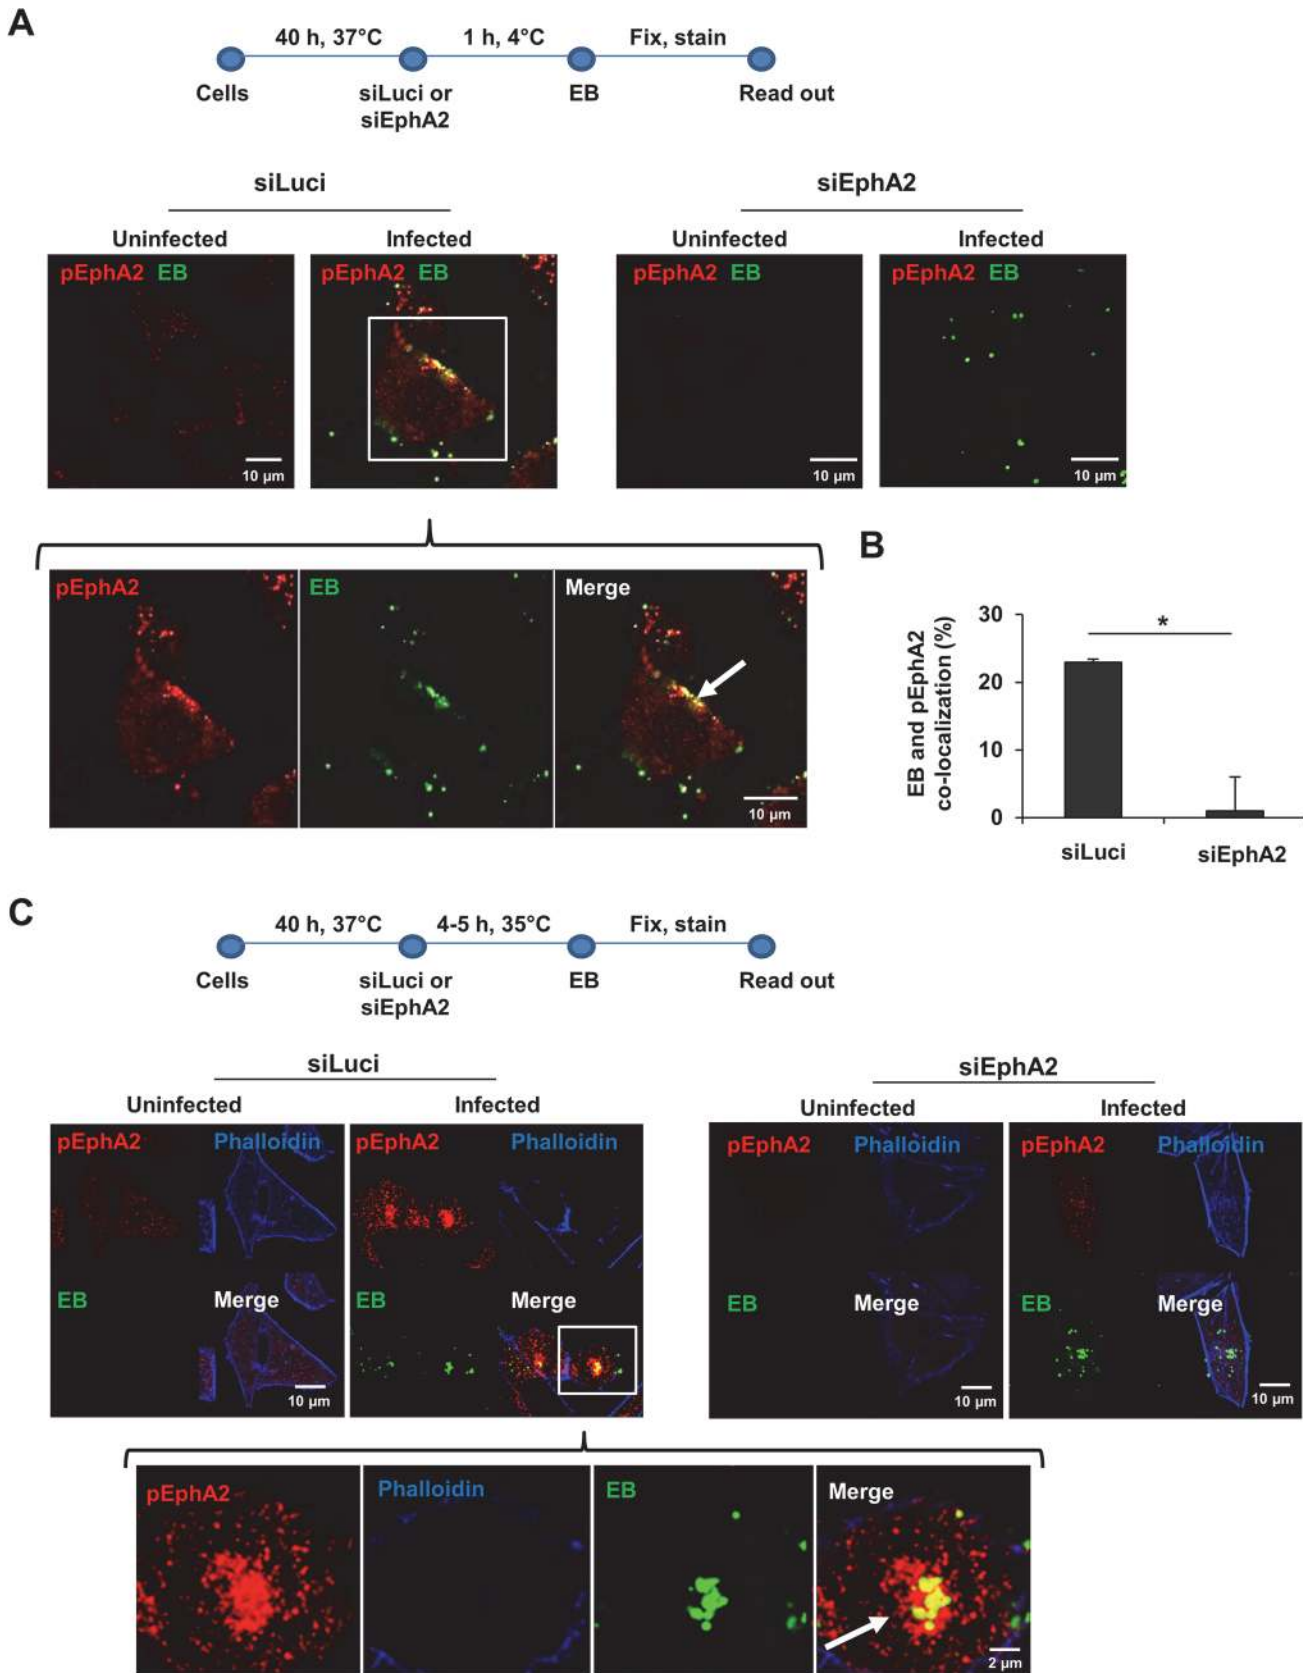 A
40 h, 37°C 1 h, 4°C Fix, stain
Cells siLuci or EB Read out
siEphA2
siLuci siEphA2
Uninfected Infected Uninfected Infected
pEphA2 EB pEphA2 EB pEphA2 EB pEphA2 EB
10 µm 10 µm 10 µm
pEphA2 EB Merge
10 µm
B
EB and pEphA2
co-localization (%)
30
20
10
0
*
siLuci siEphA2
C
40 h, 37°C 4-5 h, 35°C Fix, stain
Cells siLuci or EB Read out
siEphA2
siLuci siEphA2
Uninfected Infected Uninfected Infected
pEphA2 Phalloidin pEphA2 Phalloidin pEphA2 Phalloidin pEphA2 Phalloidin
EB Merge EB Merge EB Merge EB Merge
10 µm 10 µm 10 µm
pEphA2 Phalloidin EB Merge
2 µm